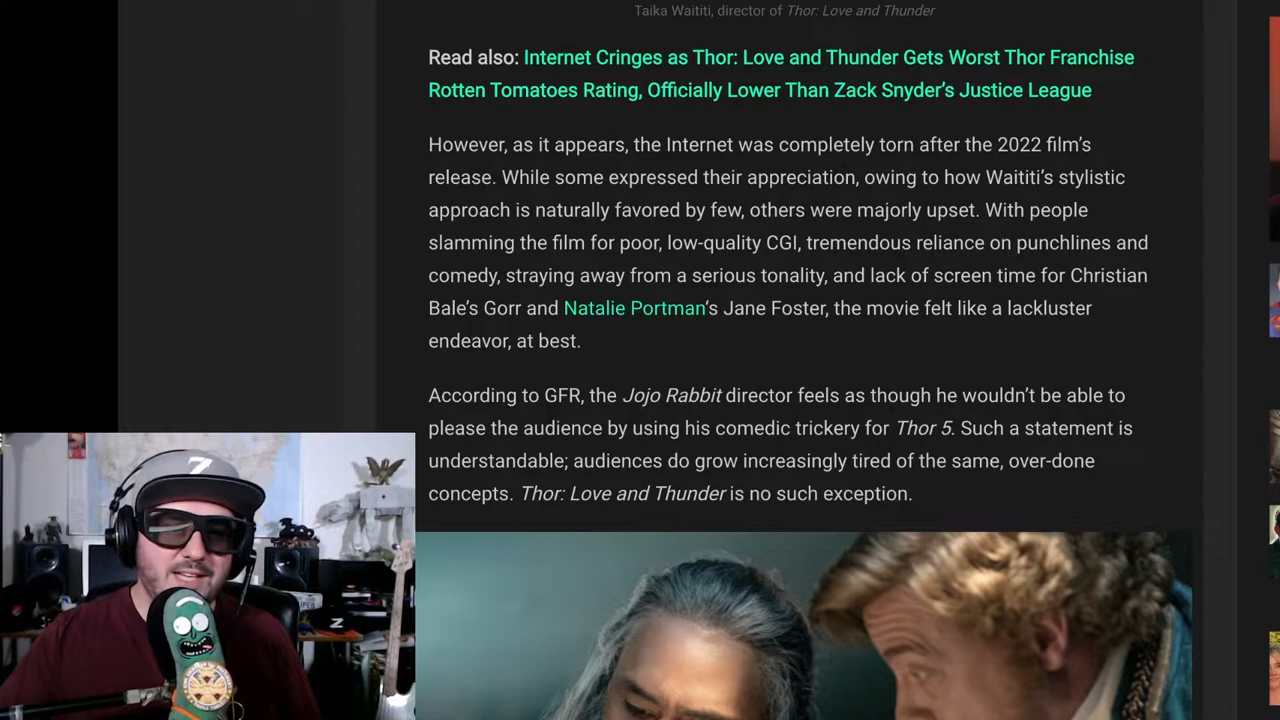 Taika Waititi, director of Thor: Love and Thunder
Read also: Internet Cringes as Thor: Love and Thunder Gets Worst Thor Franchise
Rotten Tomatoes Rating, Officially Lower Than Zack Snyder’s Justice League
However, as it appears, the Internet was completely torn after the 2022 film’s
release. While some expressed their appreciation, owing to how Waititi’s stylistic
approach is naturally favored by few, others were majorly upset. With people
slamming the film for poor, low-quality CGI, tremendous reliance on punchlines and
comedy, straying away from a serious tonality, and lack of screen time for Christian
Bale’s Gorr and Natalie Portman‘s Jane Foster, the movie felt like a lackluster
endeavor, at best.
According to GFR, the Jojo Rabbit director feels as though he wouldn’t be able to
please the audience by using his comedic trickery for Thor 5. Such a statement is
understandable; audiences do grow increasingly tired of the same, over-done
concepts. Thor: Love and Thunder is no such exception.